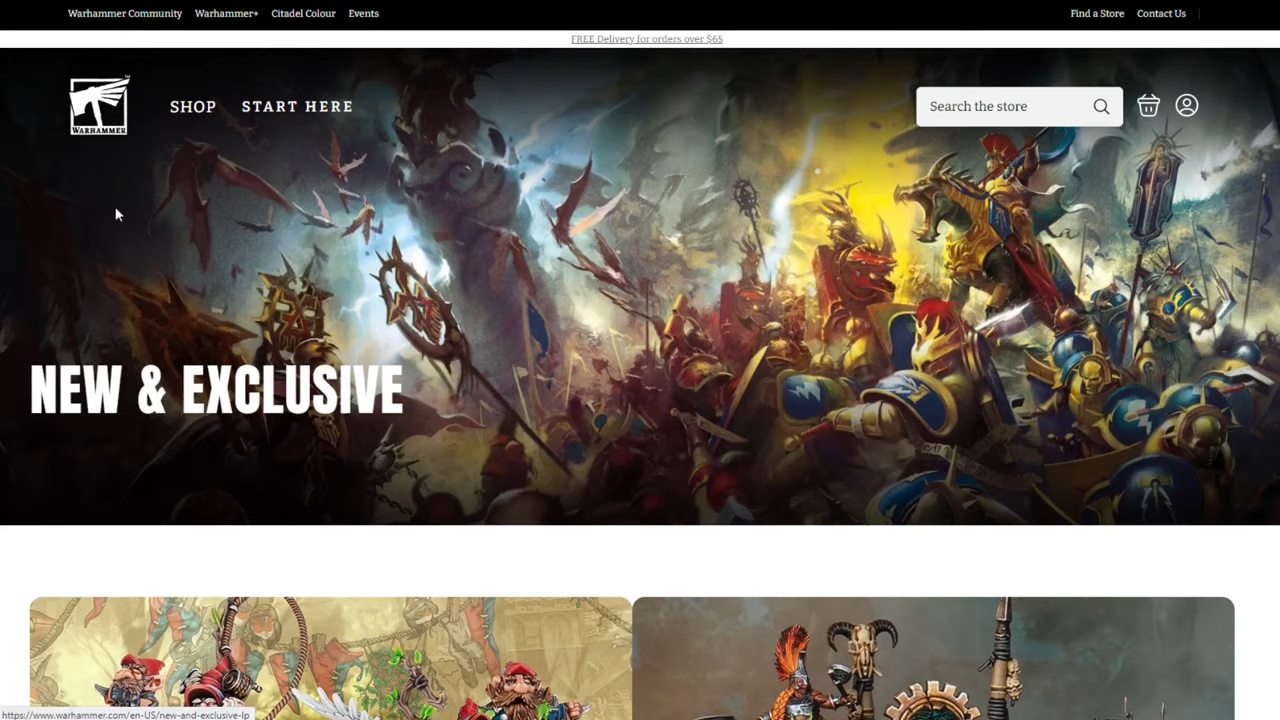 Warhammer Community Warhammer+ Citadel Colour Events Find a Store Contact Us
FREE Delivery for orders over $65
WARHAMMER
SHOP START HERE Search the store
NEW & EXCLUSIVE
https://www.warhammer.com/en-US/new-and-exclusive-lp